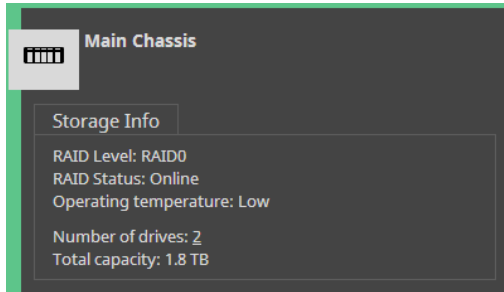 Main Chassis
Storage Info
RAID Level: RAID0
RAID Status: Online
Operating temperature: Low
Number of drives: 2
Total capacity: 1.8 TB